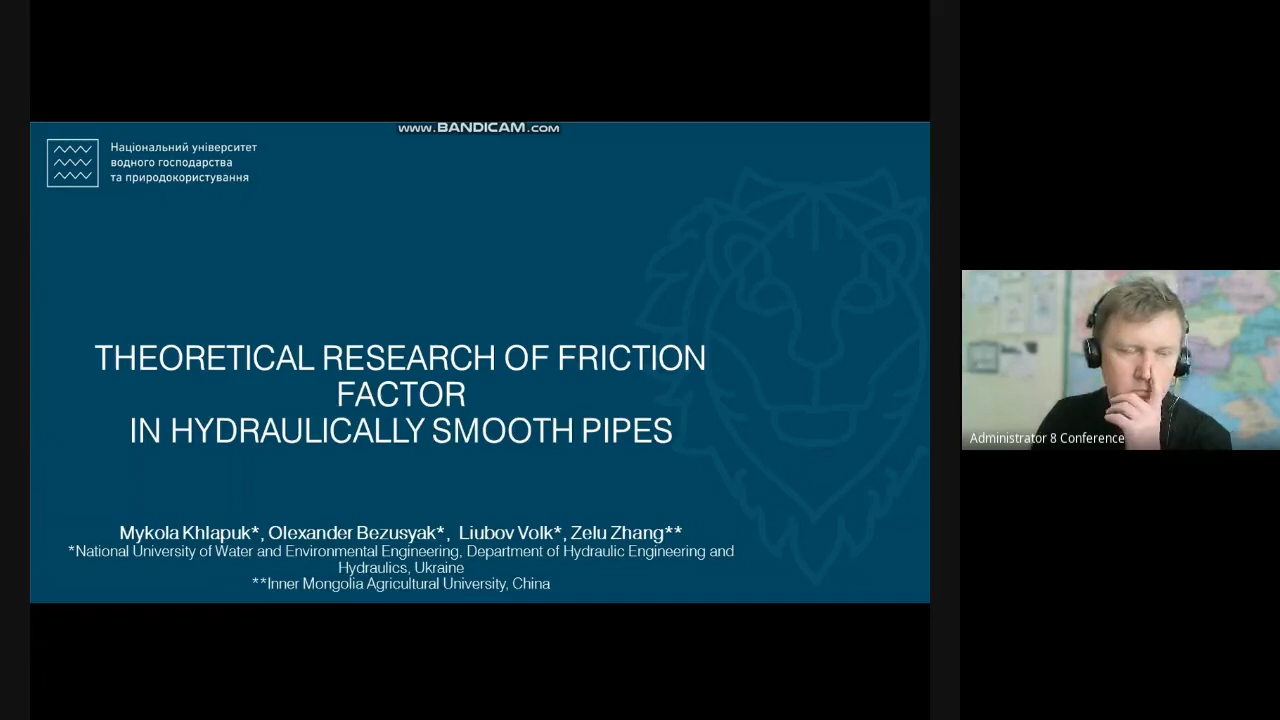 www.BANDICAM.com
Національний університет
водного господарства
та природокористування
THEORETICAL RESEARCH OF FRICTION
FACTOR
IN HYDRAULICALLY SMOOTH PIPES
Mykola Khlapuk*, Olexander Bezusyak*, Liubov Volk*, Zelu Zhang**
*National University of Water and Environmental Engineering, Department of Hydraulic Engineering and
Hydraulics, Ukraine
**Inner Mongolia Agricultural University, China
Administrator 8 Conference